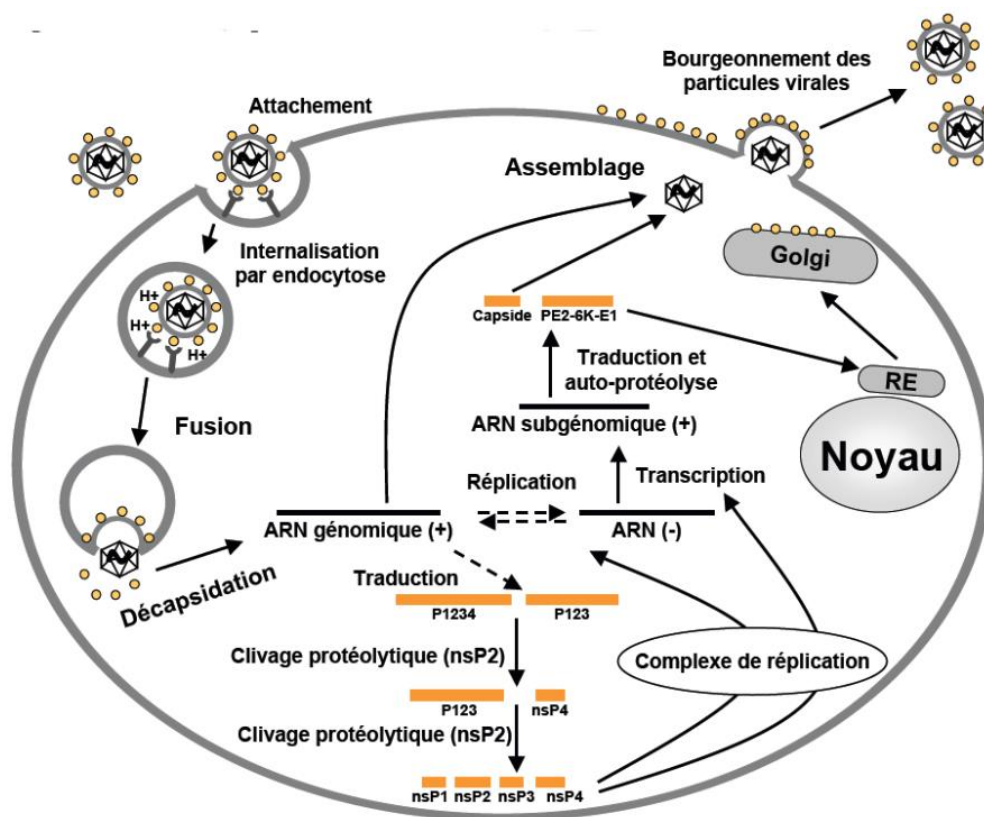 Bourgeonnement des
particules virales
Attachement
Assemblage
Internalisation
par endocytose
Golgi
H+
H+
H+
Capside
PE2-6K-E1
Traduction et
auto-protéolyse
RE
Fusion
ARN subgénomique (+)
Noyau
Réplication
Transcription
ARN génomique (+)
ARN (-)
Décapsidation
Traduction
P1234
P123
Clivage protéolytique (nsP2)
Complexe de réplication
P123
nsP4
Clivage protéolytique (nsP2)
nsP1
nsP2
nsP3
nsP4